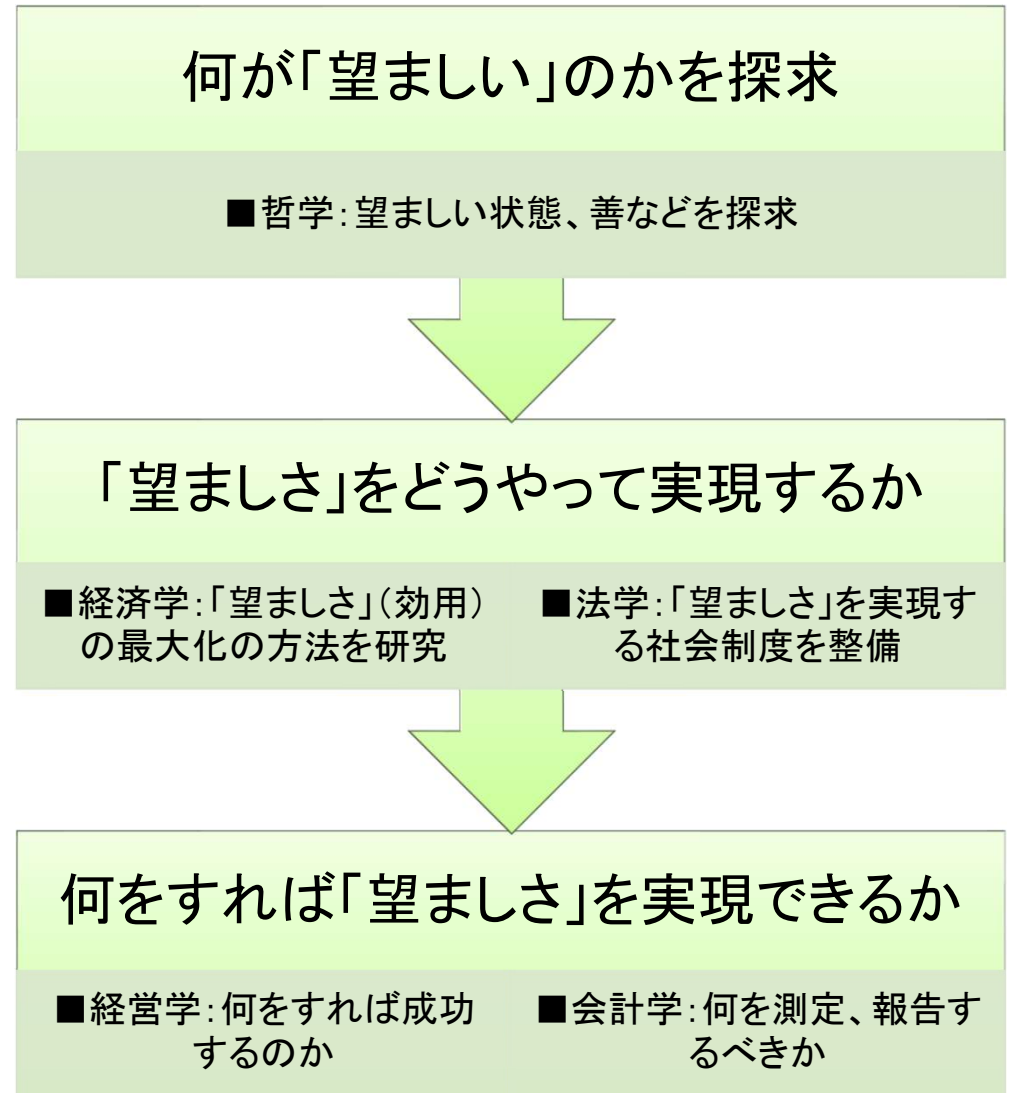 何が「望ましい」のかを探求
■哲学：望ましい状態、善などを探求
「望ましさ」をどうやって実現するか
■経済学：「望ましさ」（効用）
の最大化の方法を研究
■法学：「望ましさ」を実現す
る社会制度を整備
何をすれば「望ましさ」を実現できるか
■経営学：何をすれば成功
するのか
■会計学：何を測定、報告す
るべきか